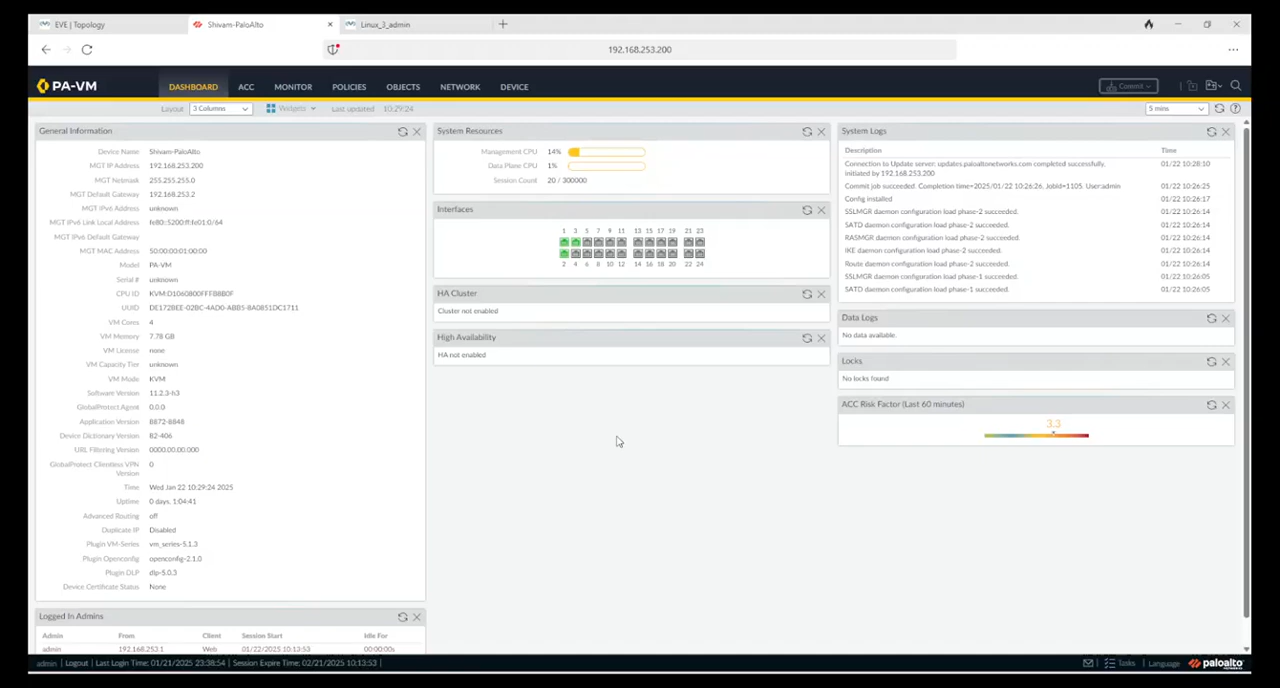 EVE | Topology
Shivam-PaloAlto
Linux_3_admin
192.168.253.200
PA-VM
DASHBOARD ACC MONITOR POLICIES OBJECTS NETWORK DEVICE
Commit
Layout 3 Columns Widgets Last updated 10:29:24
5 mins
General Information
Device Name Shivam-PaloAlto
MGT IP Address 192.168.253.200
MGT Netmask 255.255.255.0
MGT Default Gateway 192.168.253.2
MGT IPv6 Address unknown
MGT IPv6 Link Local Address fe80::5200:ff:fe01:0/64
MGT IPv6 Default Gateway
MGT MAC Address 50:00:00:01:00:00
Model PA-VM
Serial # unknown
CPU ID KVM:D1060800FFFB8B0F
UUID DE172BEE-02BC-4AD0-ABB5-8A0851DC1711
VM Cores 4
VM Memory 7.78 GB
VM License none
VM Capacity Tier unknown
VM Mode KVM
Software Version 11.2.3-h3
GlobalProtect Agent 0.0.0
Application Version 8872-8848
Device Dictionary Version 82-406
URL Filtering Version 0000.00.00.000
GlobalProtect Clientless VPN 0
Version
Time Wed Jan 22 10:29:24 2025
Uptime 0 days, 1:04:41
Advanced Routing off
Duplicate IP Disabled
Plugin VM-Series vm_series-5.1.3
Plugin Openconfig openconfig-2.1.0
Plugin DLP dlp-5.0.3
Device Certificate Status None
Logged In Admins
Admin From Client Session Start Idle For
admin 192.168.253.1 Web 01/22/2025 10:13:53 00:00:00s
System Resources
Management CPU 14%
Data Plane CPU 1%
Session Count 20 / 300000
Interfaces
1 3 5 7 9 11 13 15 17 19 21 23
2 4 6 8 10 12 14 16 18 20 22 24
HA Cluster
Cluster not enabled
High Availability
HA not enabled
System Logs
Description Time
Connection to Update server: updates.paloaltonetworks.com completed successfully, 01/22 10:28:10
initiated by 192.168.253.200
Commit job succeeded. Completion time=2025/01/22 10:26:26. JobId=1105. User:admin 01/22 10:26:25
Config installed 01/22 10:26:17
SSLMGR daemon configuration load phase-2 succeeded. 01/22 10:26:14
SATD daemon configuration load phase-2 succeeded. 01/22 10:26:14
RASMGR daemon configuration load phase-2 succeeded. 01/22 10:26:14
IKE daemon configuration load phase-2 succeeded. 01/22 10:26:14
Route daemon configuration load phase-2 succeeded. 01/22 10:26:14
SSLMGR daemon configuration load phase-1 succeeded. 01/22 10:26:05
SATD daemon configuration load phase-1 succeeded. 01/22 10:26:05
Data Logs
No data available.
Locks
No locks found
ACC Risk Factor (Last 60 minutes)
3.3
admin | Logout | Last Login Time: 01/21/2025 23:38:54 | Session Expire Time: 02/21/2025 10:13:53 |
Tasks | Language paloalto